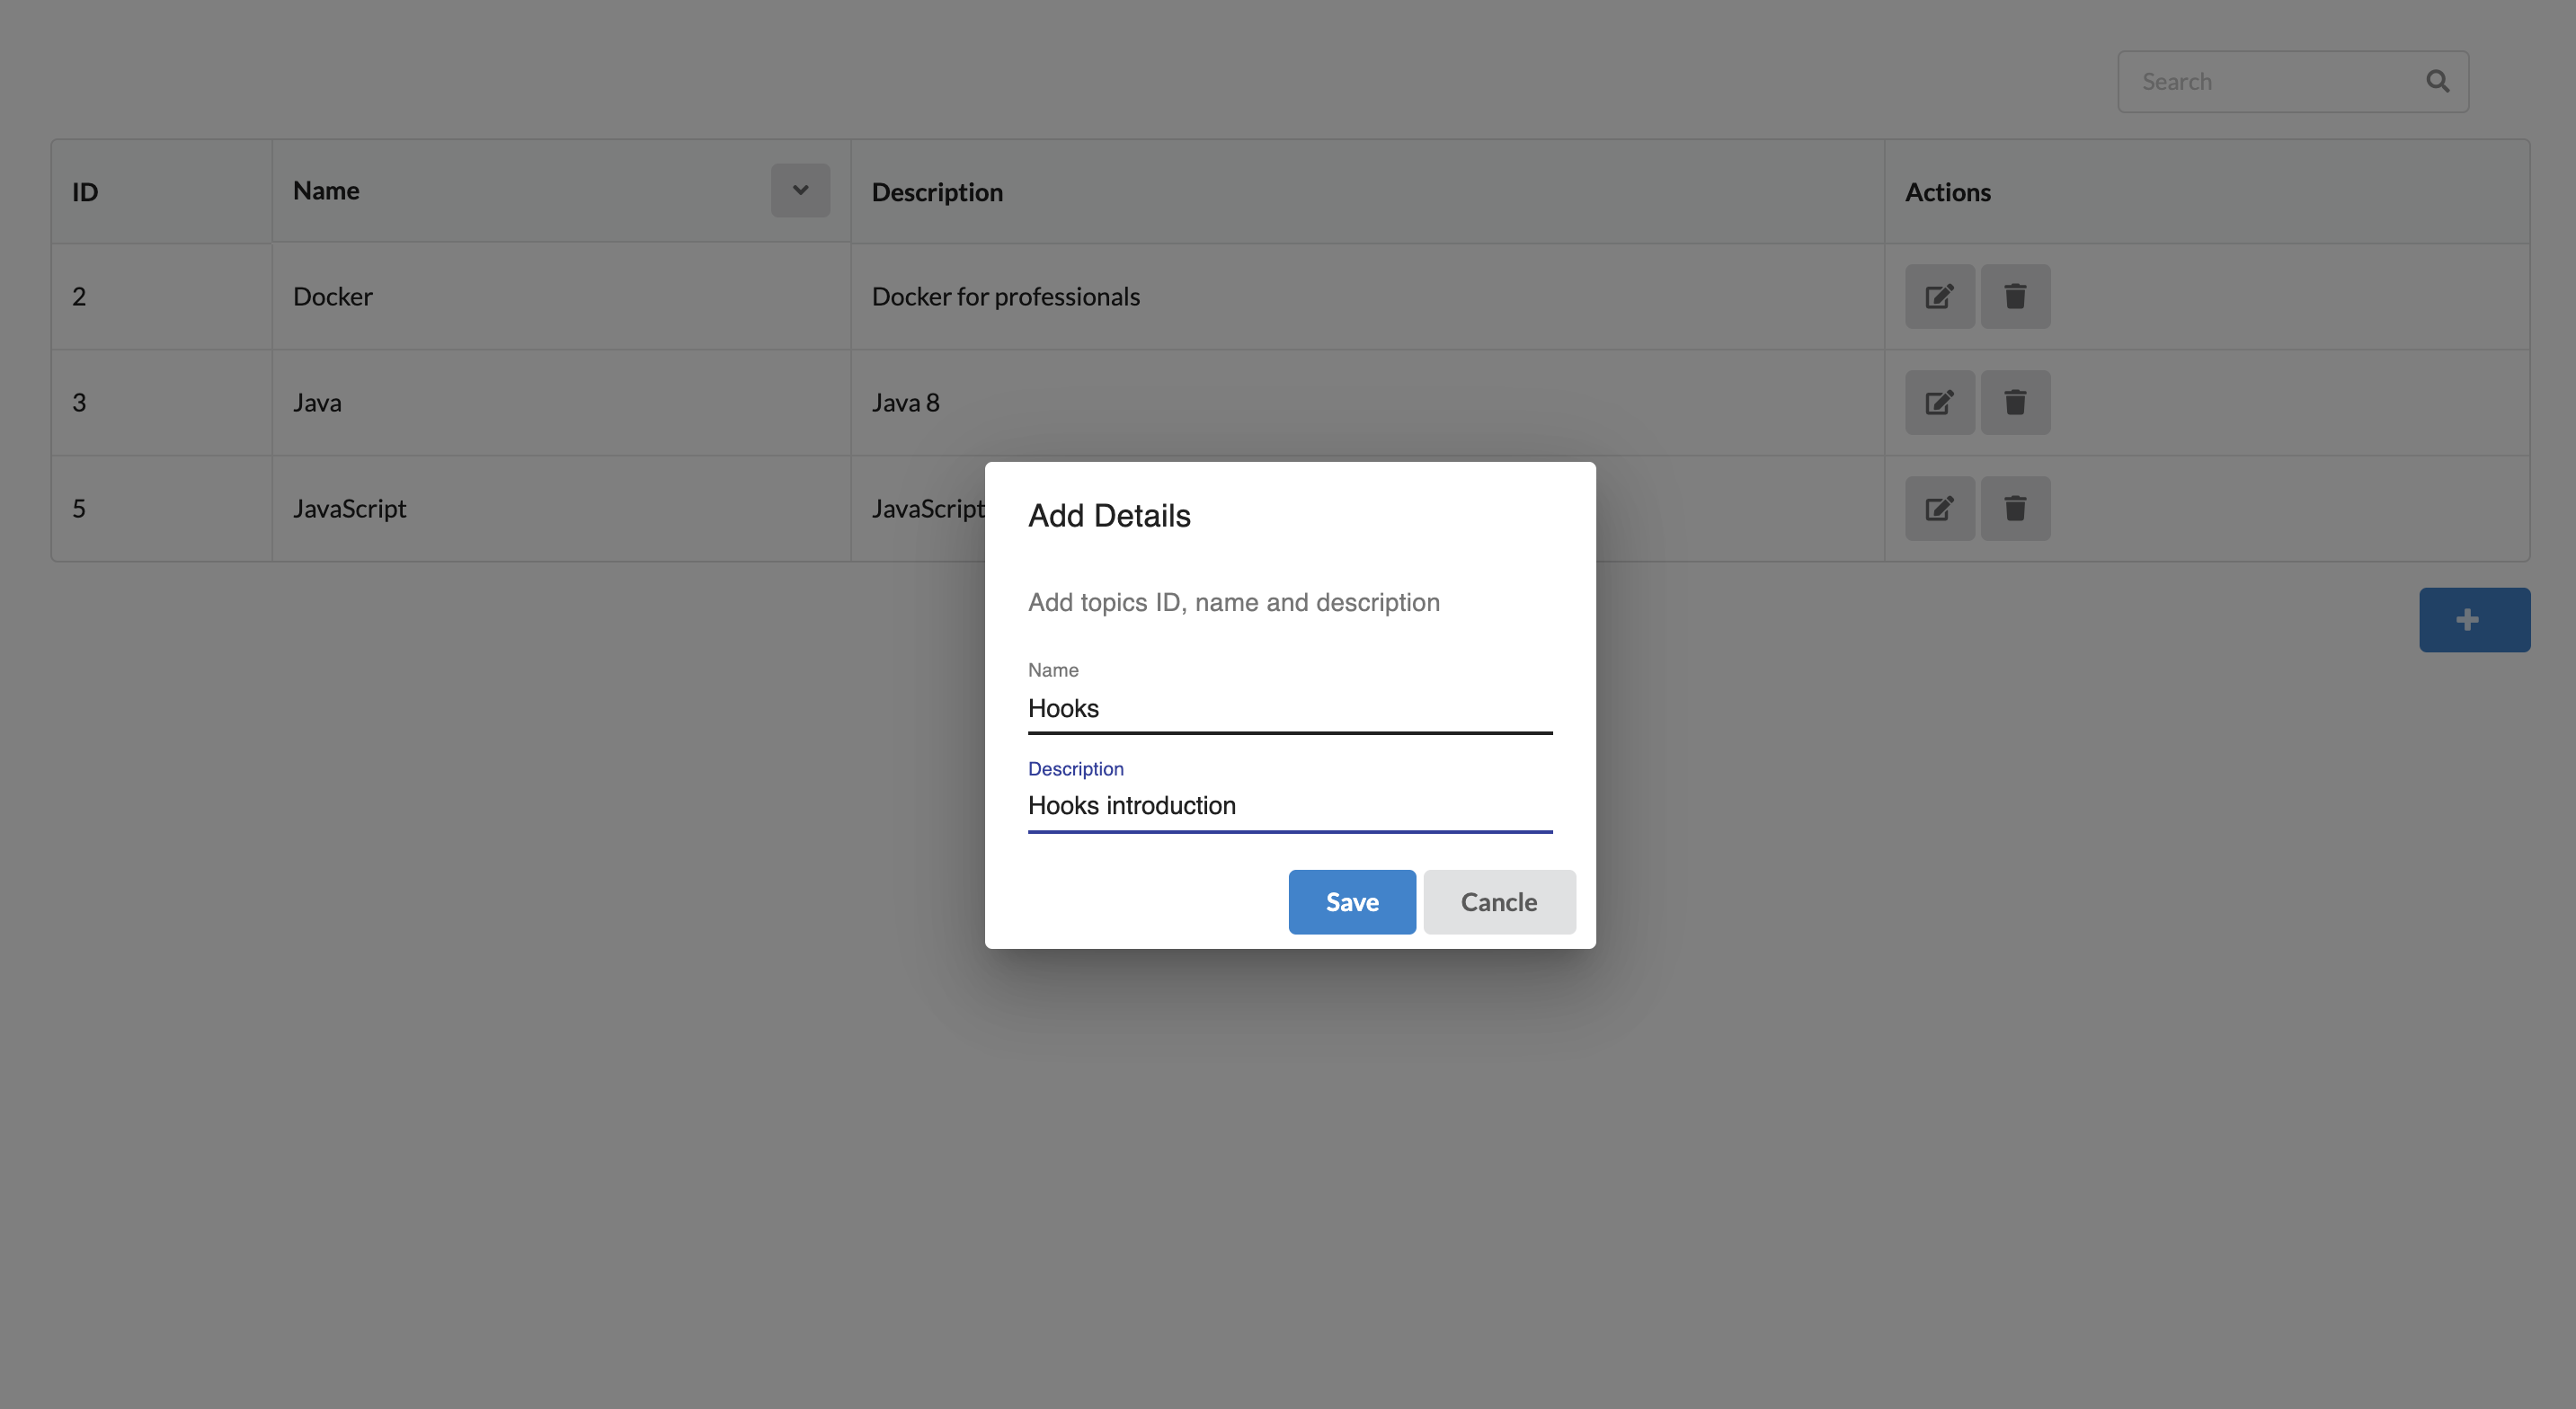 Search
ID Name Description Actions
2 Docker Docker for professionals
3 Java Java 8
5 JavaScript JavaScript
Add Details
Add topics ID, name and description
Name
Hooks
Description
Hooks introduction
Save Cancle